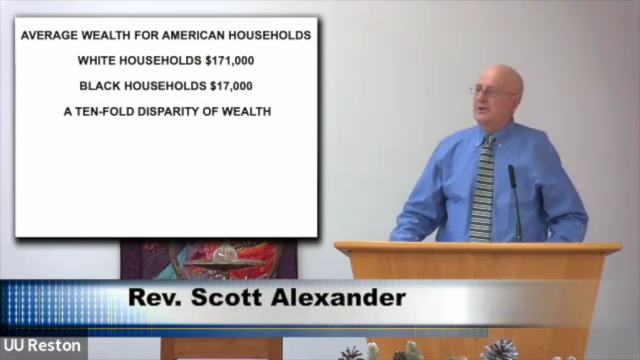 AVERAGE WEALTH FOR AMERICAN HOUSEHOLDS
WHITE HOUSEHOLDS $171,000
BLACK HOUSEHOLDS $17,000
A TEN-FOLD DISPARITY OF WEALTH
Rev. Scott Alexander
UU Reston